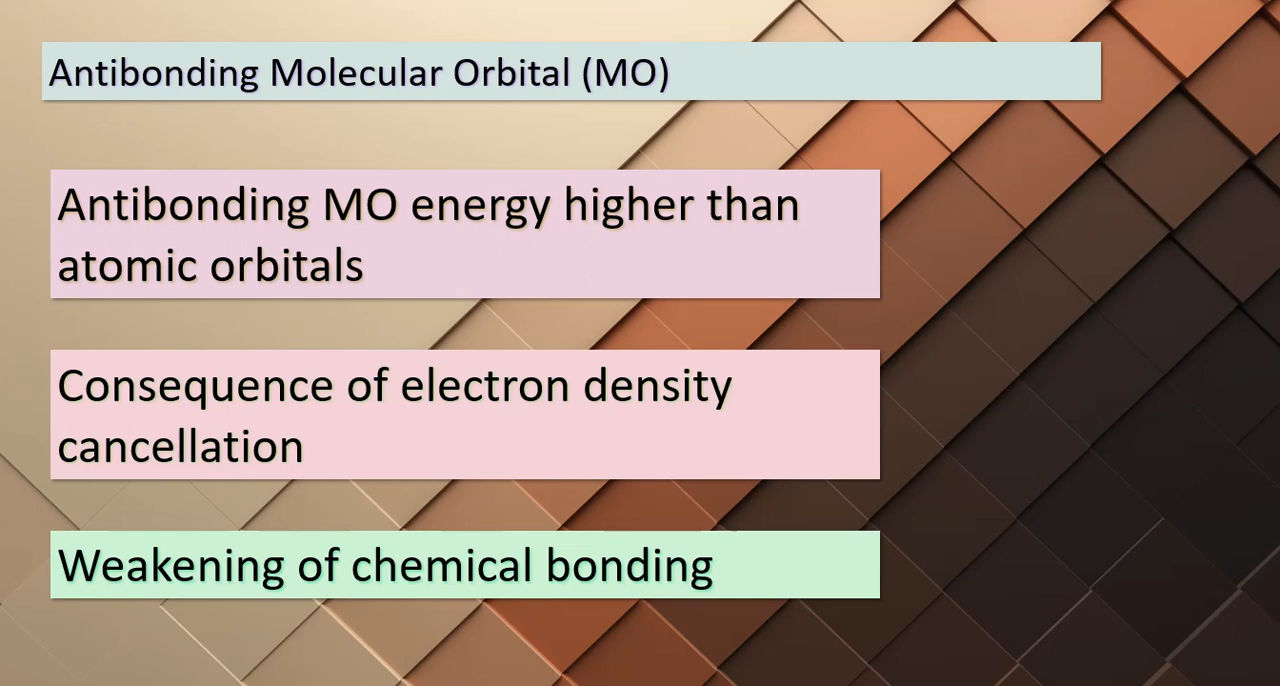 Antibonding Molecular Orbital (MO)
Antibonding MO energy higher than
atomic orbitals
Consequence of electron density
cancellation
Weakening of chemical bonding